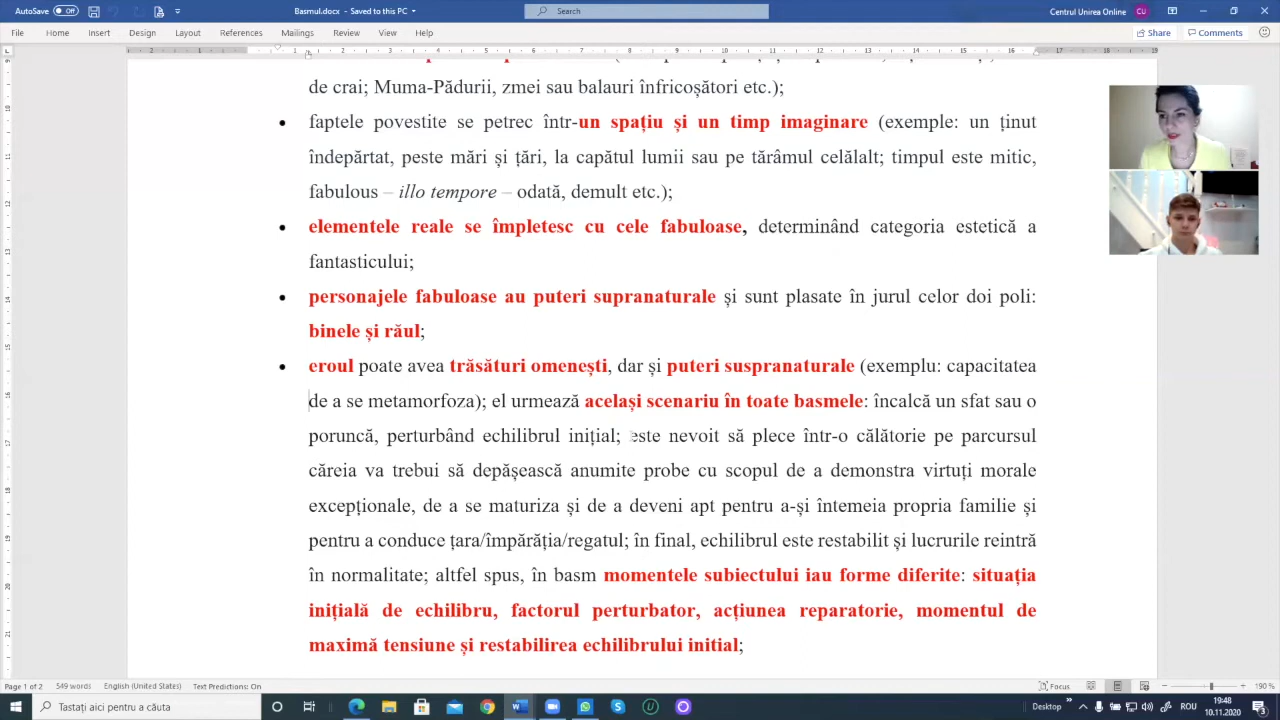 AutoSave Off
Basmul.docx - Saved to this PC
Search
Centrul Unirea Online
File Home Insert Design Layout References Mailings Review View Help
Share Comments
de crai; Muma-Pădurii, zmei sau balauri înfricoșători etc.);
• faptele povestite se petrec într-un spațiu și un timp imaginare (exemple: un ținut
îndepărtat, peste mări și țări, la capătul lumii sau pe tărâmul celălalt; timpul este mitic,
fabulous – illo tempore – odată, demult etc.);
• elementele reale se împletesc cu cele fabuloase, determinând categoria estetică a
fantasticului;
• personajele fabuloase au puteri supranaturale și sunt plasate în jurul celor doi poli:
binele și răul;
• eroul poate avea trăsături omenești, dar și puteri suspranaturale (exemplu: capacitatea
de a se metamorfoza); el urmează același scenariu în toate basmele: încalcă un sfat sau o
poruncă, perturbând echilibrul inițial; este nevoit să plece într-o călătorie pe parcursul
căreia va trebui să depășească anumite probe cu scopul de a demonstra virtuți morale
excepționale, de a se maturiza și de a deveni apt pentru a-și întemeia propria familie și
pentru a conduce țara/împărăția/regatul; în final, echilibrul este restabilit și lucrurile reintră
în normalitate; altfel spus, în basm momentele subiectului iau forme diferite: situația
inițială de echilibru, factorul perturbator, acțiunea reparatorie, momentul de
maximă tensiune și restabilirea echilibrului initial;
Page 1 of 2 549 words English (United States) Text Predictions: On
Focus
190 %
Tastați aici pentru a căuta
Desktop
ROU
19:48
10.11.2020